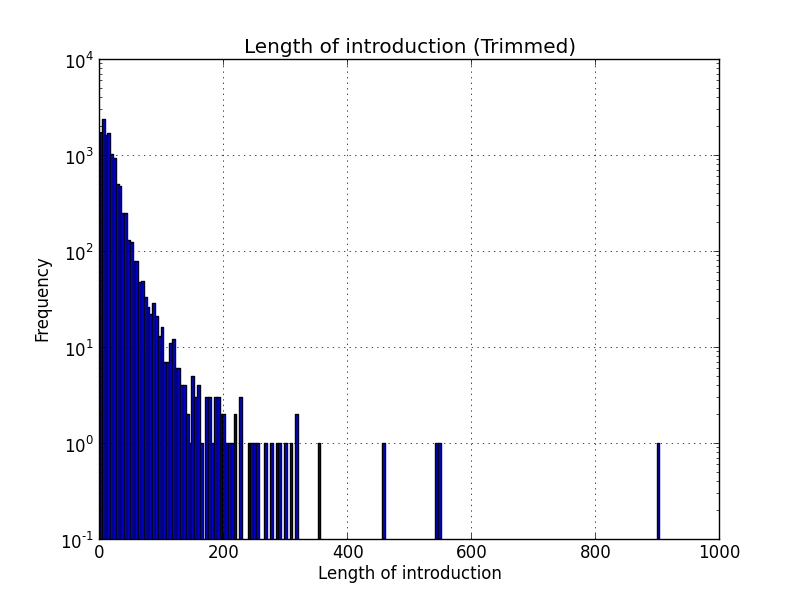 Length of introduction (Trimmed)
10^4
10^3
10^2
10^1
10^0
10^-1
Frequency
0 200 400 600 800 1000
Length of introduction